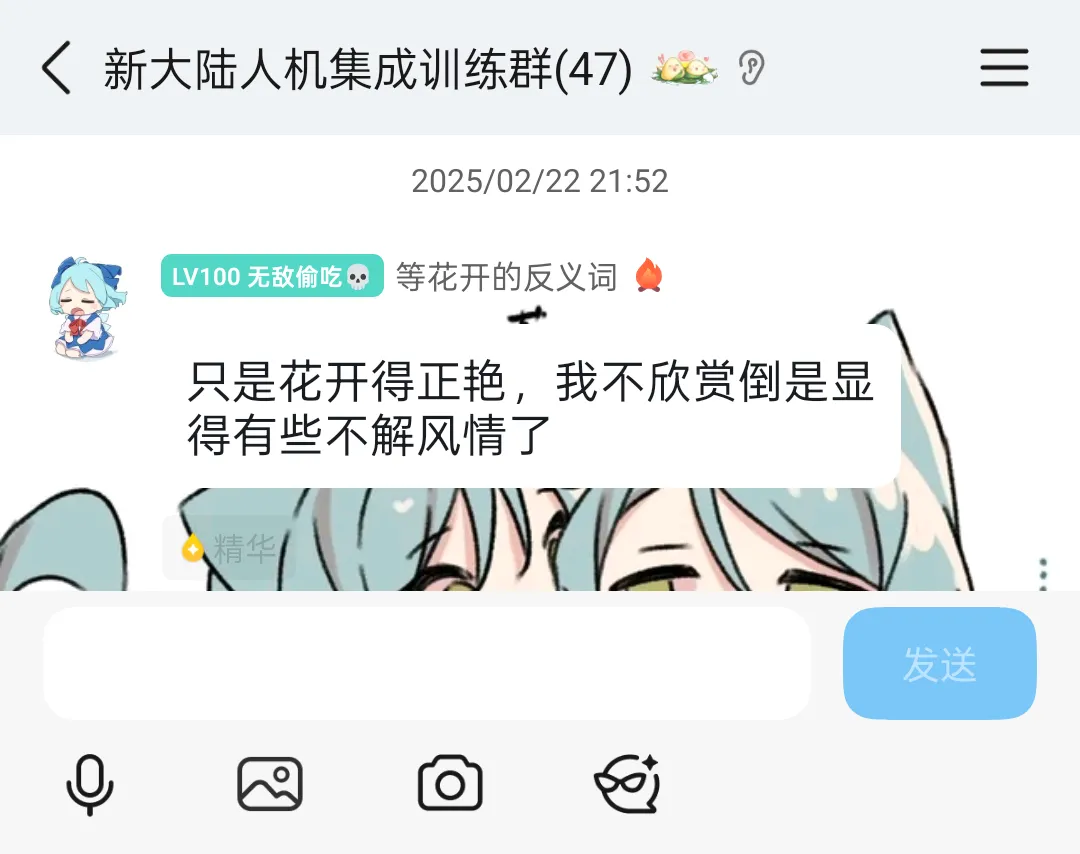 新大陆人机集成训练群(47)
2025/02/22 21:52
LV100 无敌偷吃💀 等花开的反义词 🔥
只是花开得正艳，我不欣赏倒是显
得有些不解风情了
精华
发送